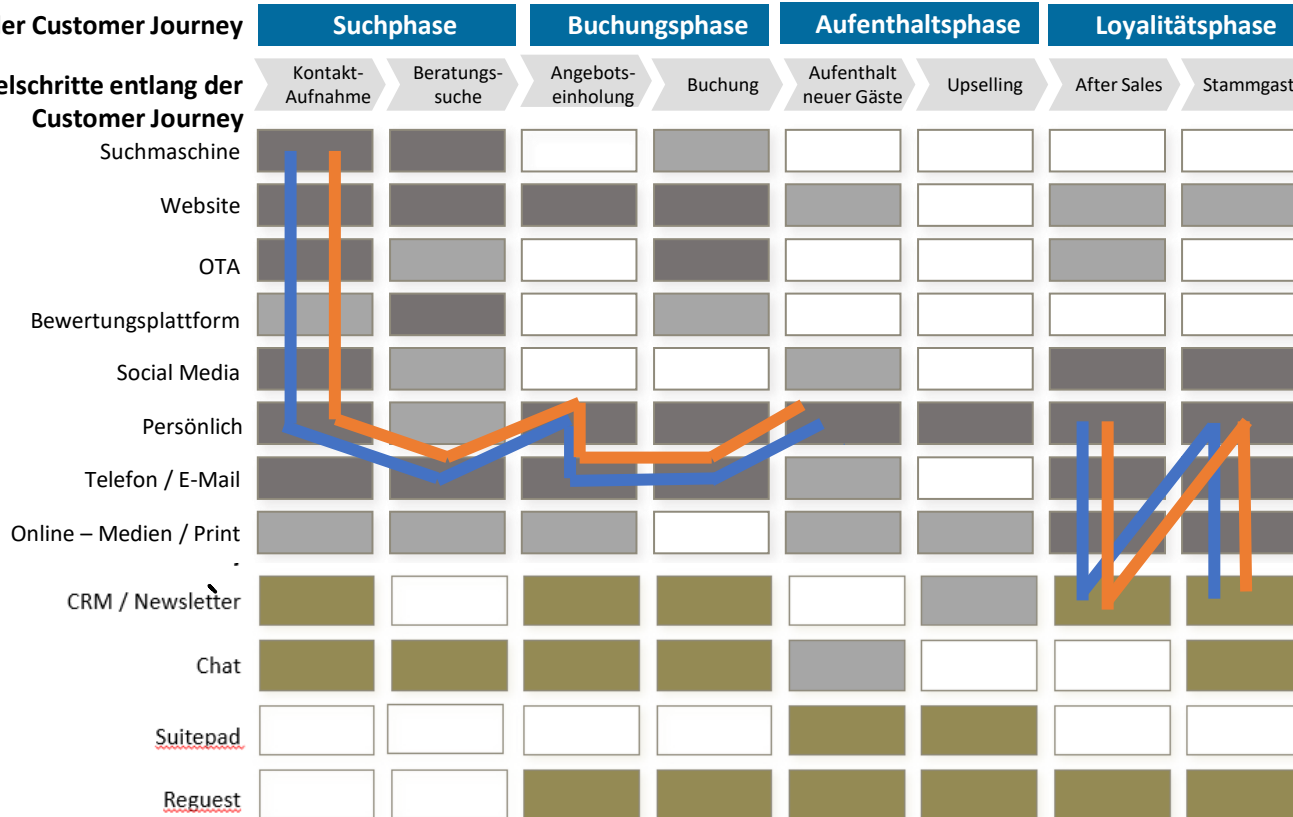 der Customer Journey
Suchphase
Buchungsphase
Aufenthaltsphase
Loyalitätsphase
elschritte entlang der
Customer Journey
Kontakt-
Aufnahme
Beratungs-
suche
Angebots-
einholung
Buchung
Aufenthalt
neuer Gäste
Upselling
After Sales
Stammgast
Suchmaschine
Website
OTA
Bewertungsplattform
Social Media
Persönlich
Telefon / E-Mail
Online – Medien / Print
CRM / Newsletter
Chat
Suitepad
Reguest